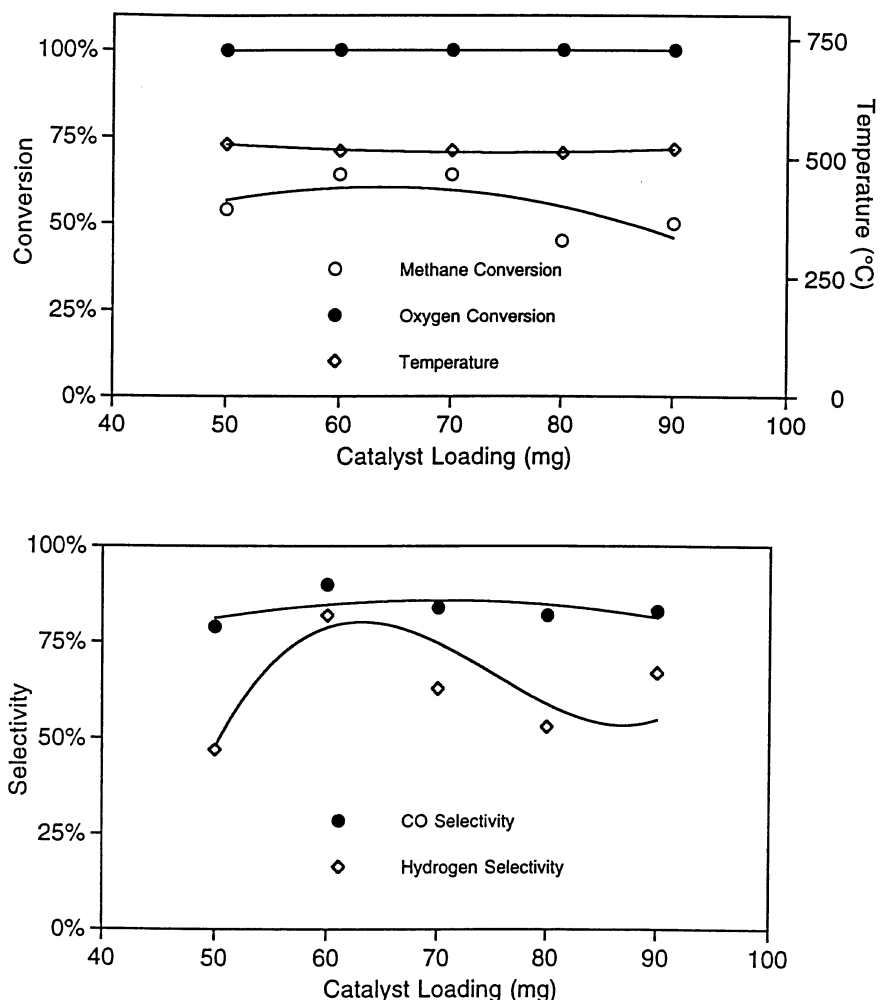 100%
75%
50%
25%
0%
Conversion
750
500
250
0
Temperature (°C)
Methane Conversion
Oxygen Conversion
Temperature
40 50 60 70 80 90 100
Catalyst Loading (mg)
100%
75%
50%
25%
0%
Selectivity
CO Selectivity
Hydrogen Selectivity
40 50 60 70 80 90 100
Catalyst Loading (mg)